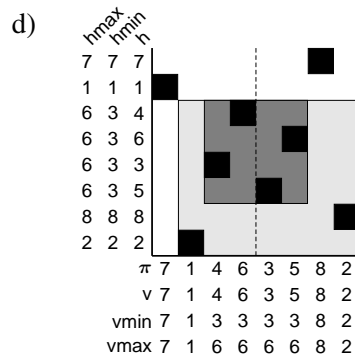 d)
hmax hmin h
7 7 7
1 1 1
6 3 4
6 3 6
6 3 3
6 3 5
8 8 8
2 2 2
π 7 1 4 6 3 5 8 2
v 7 1 4 6 3 5 8 2
vmin 7 1 3 3 3 3 8 2
vmax 7 1 6 6 6 6 8 2